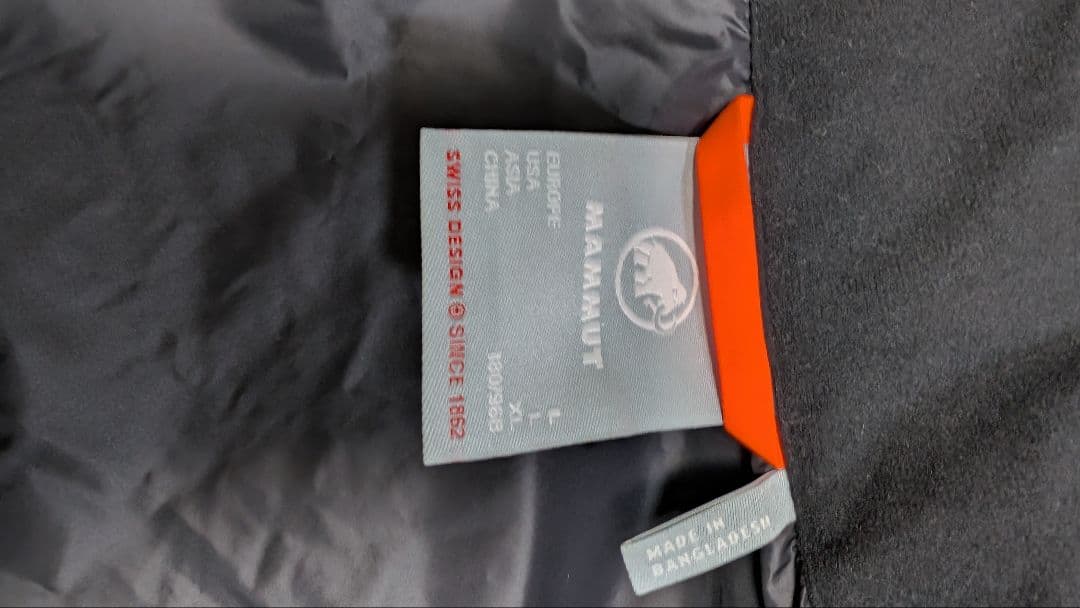 MAMMUT
EUROPE L
USA L
ASIA XL
CHINA 180/96B
SWISS DESIGN SINCE 1862
MADE IN
BANGLADESH